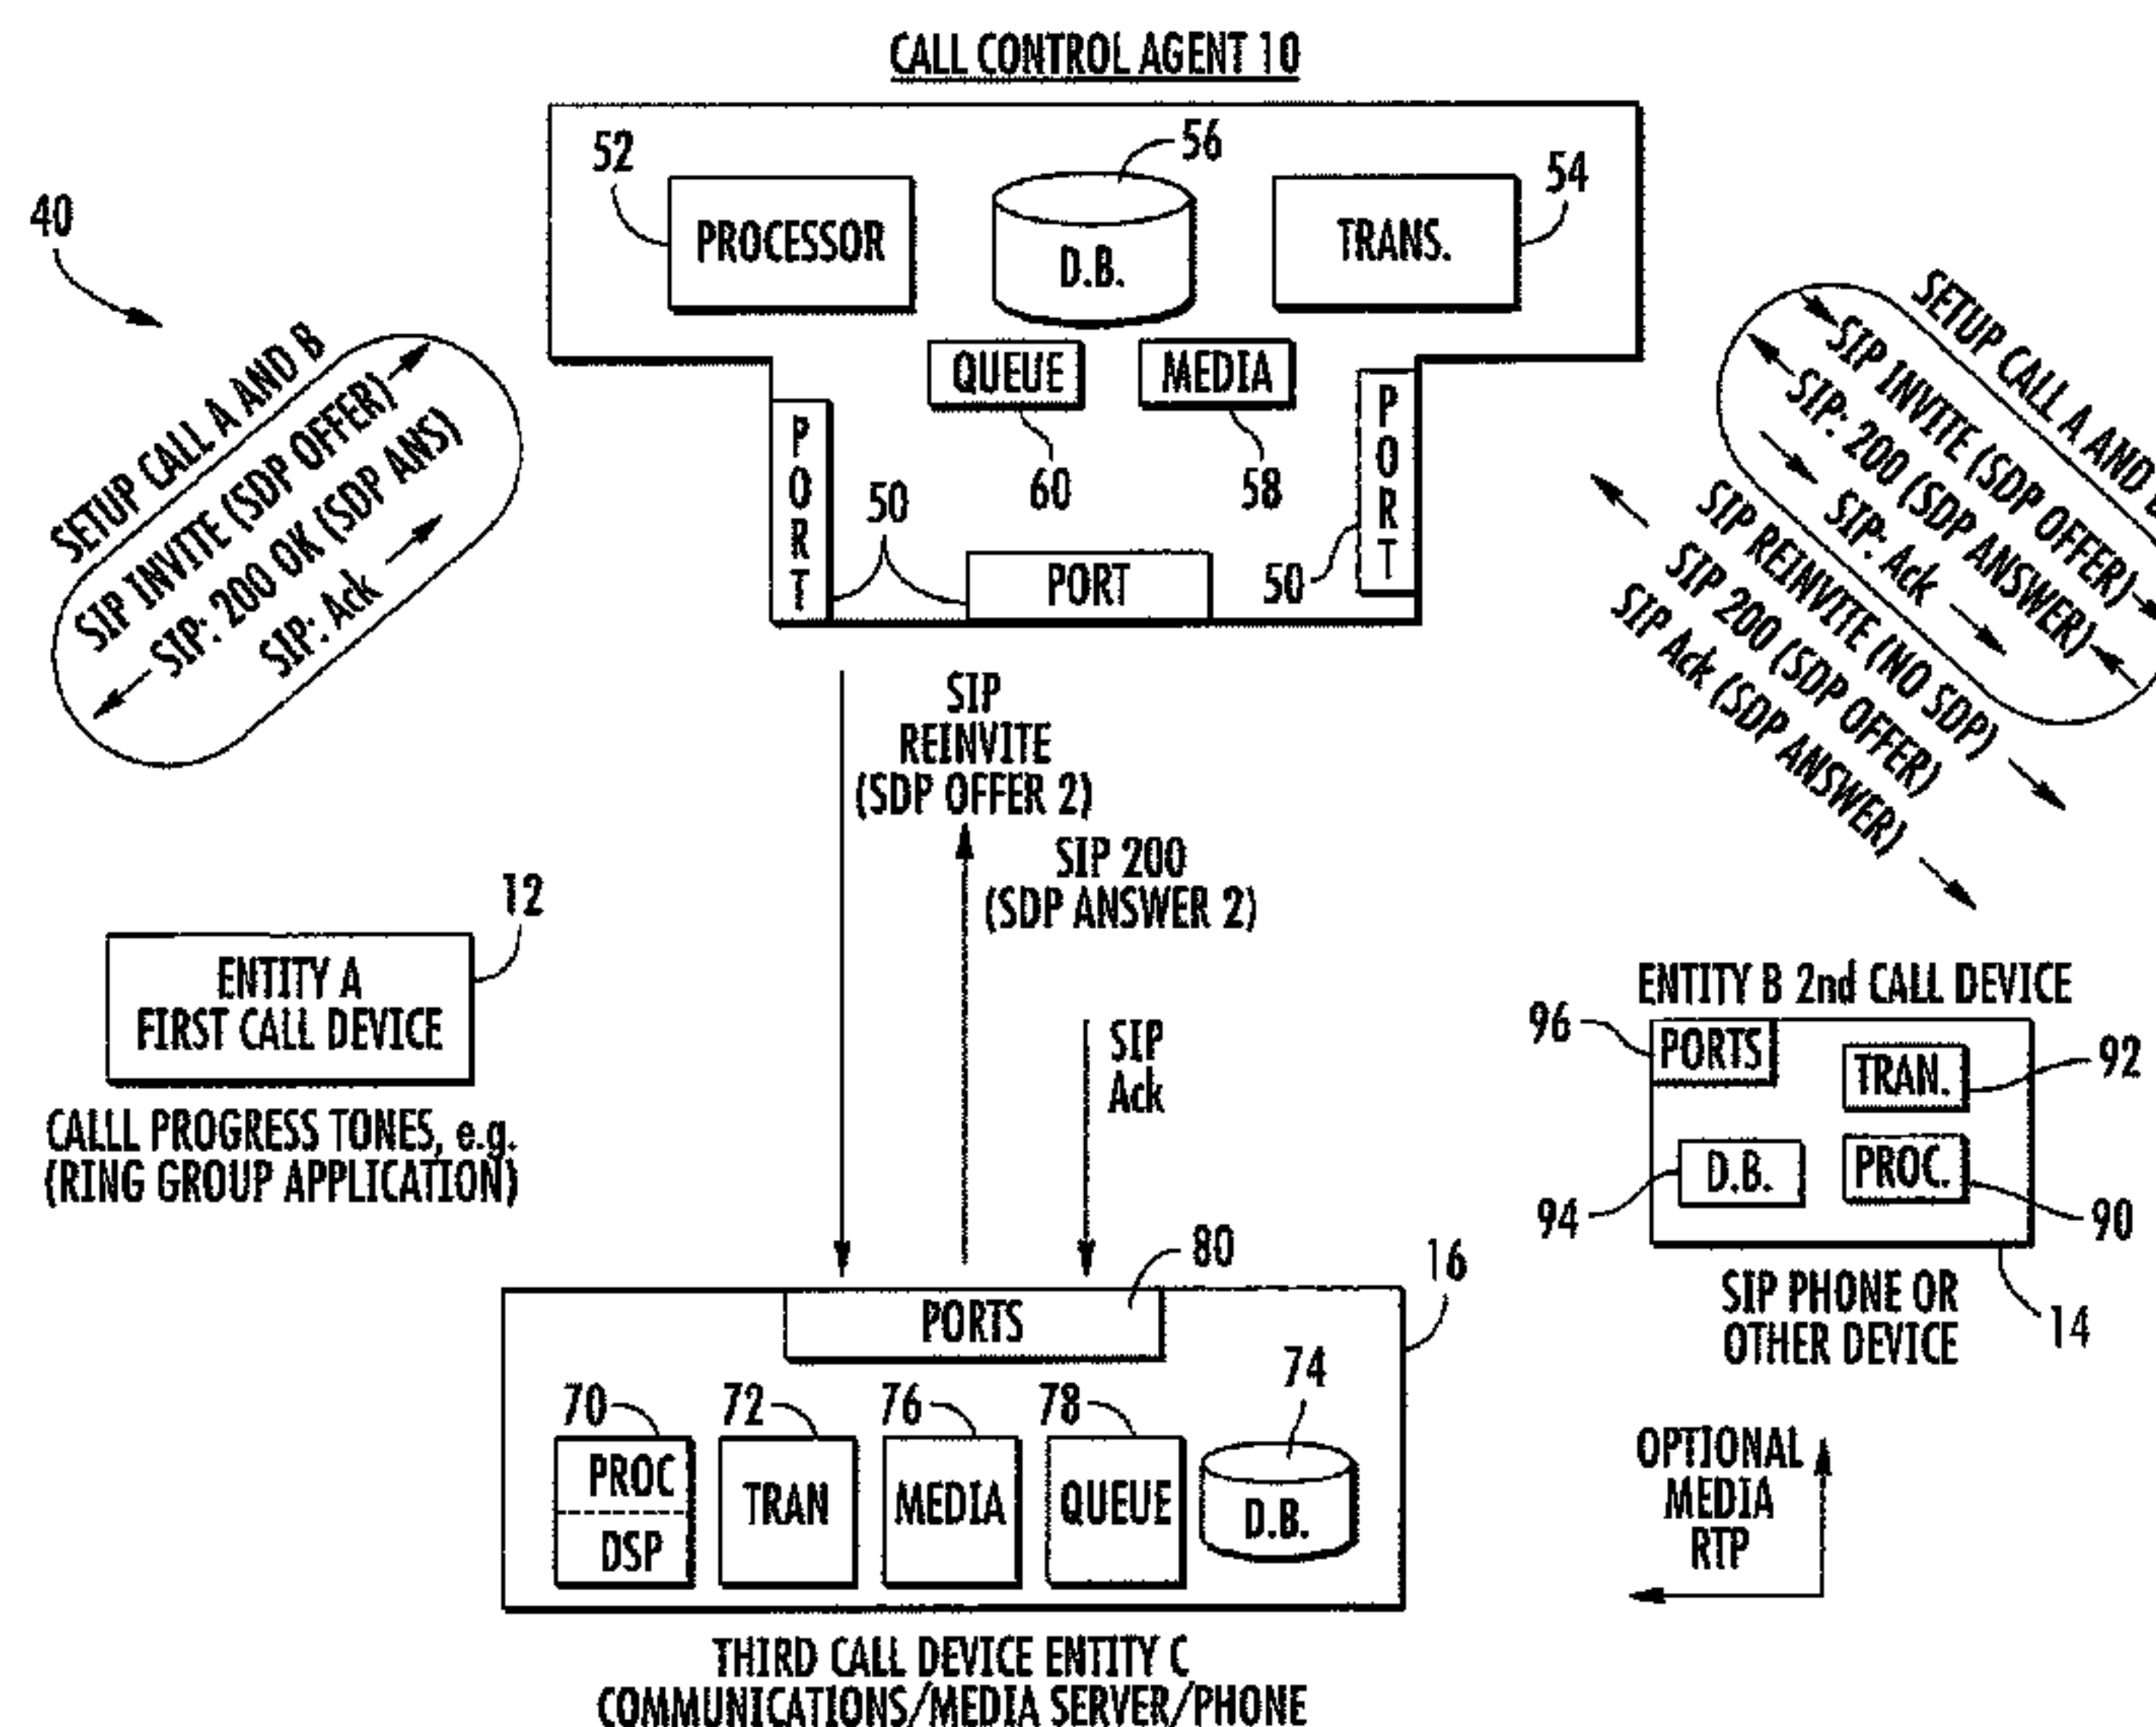 CALL CONTROL AGENT 10
52
56
54
40
PROCESSOR
D.B.
TRANS.
QUEUE
MEDIA
60
58
PORT
50
PORT
PORT
50
SETUP CALL A AND B
SIP INVITE (SDP OFFER)
SIP: 200 OK (SDP ANS)
SIP: Ack
SETUP CALL A AND B
SIP INVITE (SDP OFFER)
SIP: 200 (SDP ANSWER)
SIP: Ack
SIP REINVITE (NO SDP)
SIP 200 (SDP OFFER)
SIP Ack (SDP ANSWER)
SIP
REINVITE
(SDP OFFER 2)
SIP 200
(SDP ANSWER 2)
SIP
Ack
12
ENTITY A
FIRST CALL DEVICE
CALLL PROGRESS TONES, e.g.
(RING GROUP APPLICATION)
ENTITY B 2nd CALL DEVICE
96
PORTS
TRAN.
92
D.B.
PROC.
94
90
SIP PHONE OR
OTHER DEVICE
14
80
16
PORTS
70
72
76
78
74
PROC
DSP
TRAN
MEDIA
QUEUE
D.B.
OPTIONAL
MEDIA
RTP
THIRD CALL DEVICE ENTITY C
COMMUNICATIONS/MEDIA SERVER/PHONE